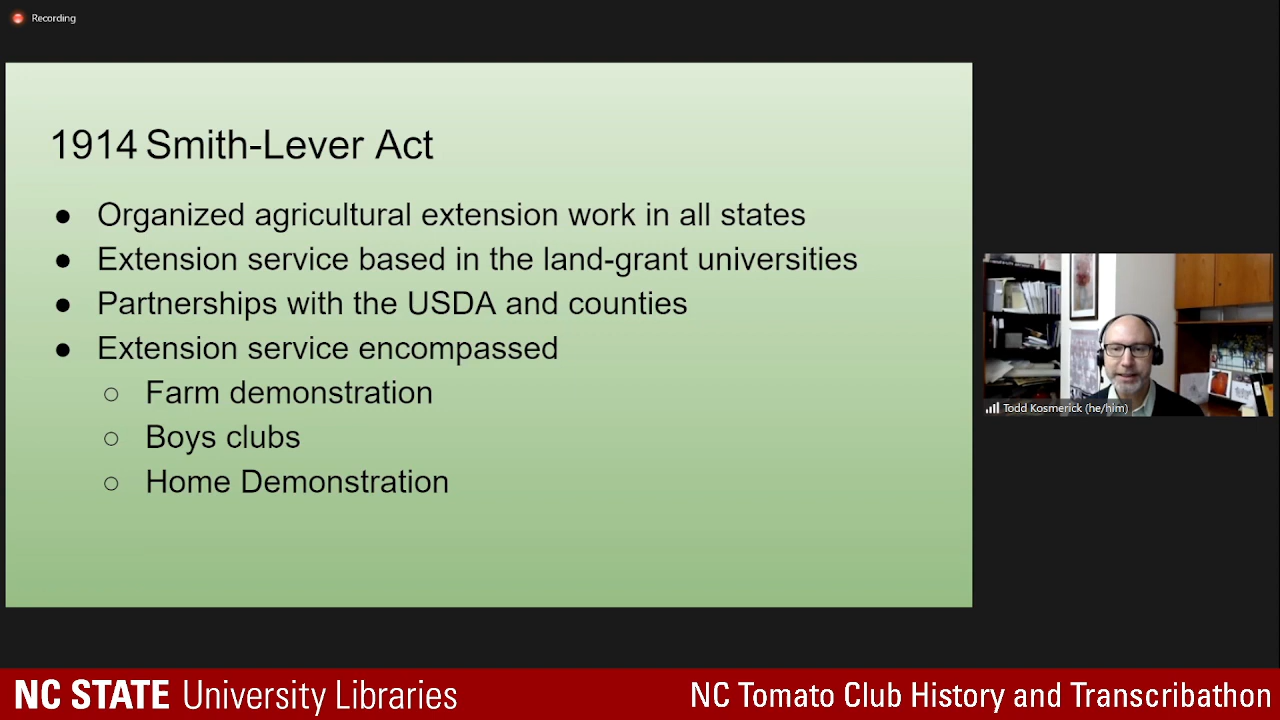 Recording
1914 Smith-Lever Act
● Organized agricultural extension work in all states
● Extension service based in the land-grant universities
● Partnerships with the USDA and counties
● Extension service encompassed
○ Farm demonstration
○ Boys clubs
○ Home Demonstration
Todd Kosmerick (he/him)
NC STATE University Libraries
NC Tomato Club History and Transcribathon